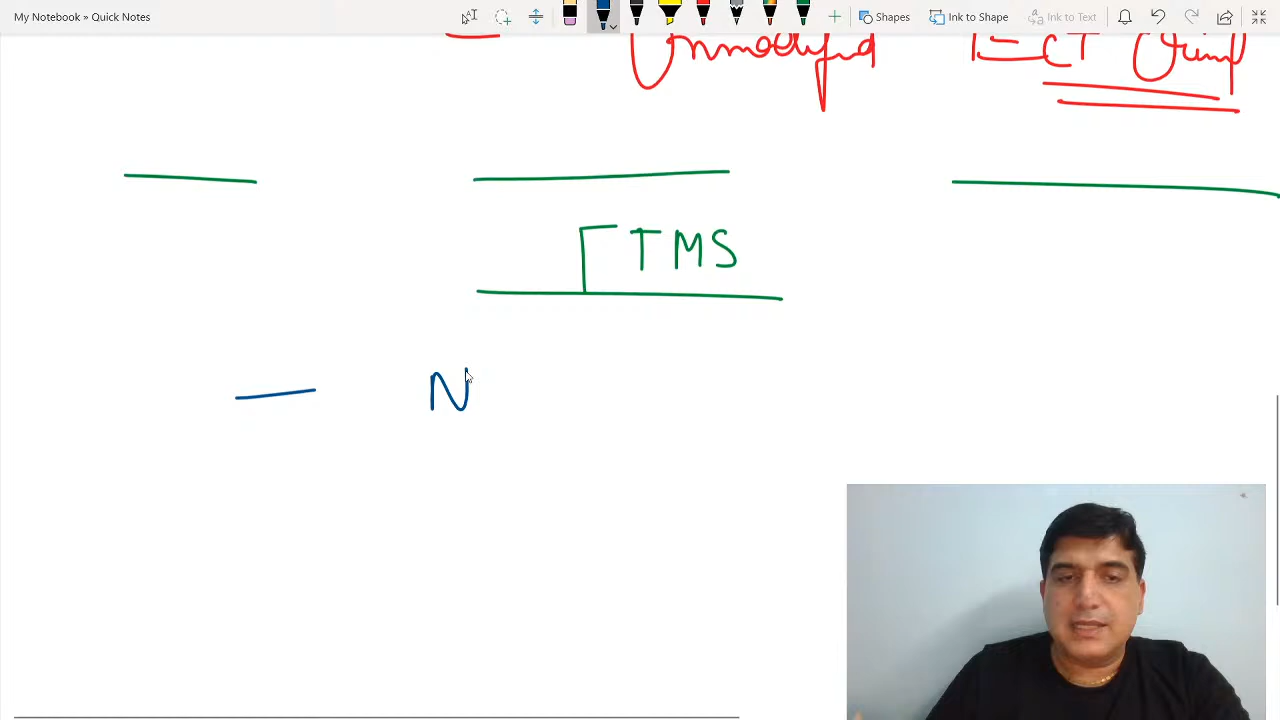 My Notebook » Quick Notes
Shapes
Ink to Shape
Ink to Text
Unmodified ECT
TMS
N